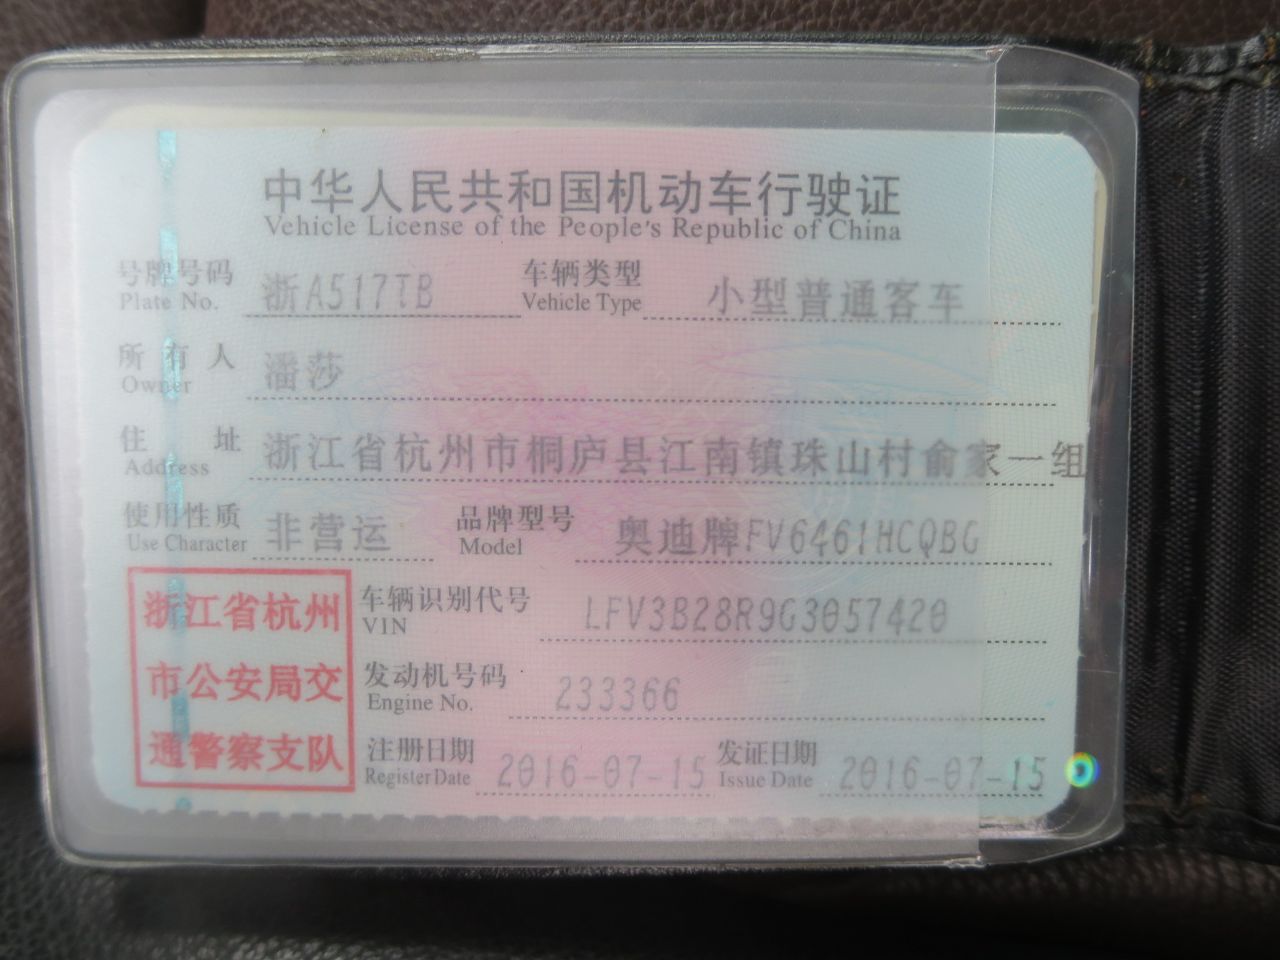 中华人民共和国机动车行驶证
Vehicle License of the People's Republic of China
号牌号码 浙A517TB 车辆类型 小型普通客车
Plate No. Vehicle Type
所有人 潘莎
Owner
住址 浙江省杭州市桐庐县江南镇珠山村俞家一组
Address
使用性质 非营运 品牌型号 奥迪牌FV6461HCQBG
Use Character Model
浙江省杭州 车辆识别代号 LFV3B28R9G3057420
VIN
市公安局交 发动机号码 233366
Engine No.
通警察支队 注册日期 2016-07-15 发证日期 2016-07-15
Register Date Issue Date